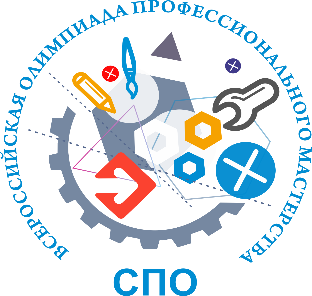 ВСЕРОССИЙСКАЯ ОЛИМПИАДА ПРОФЕССИОНАЛЬНОГО МАСТЕРСТВА
СПО